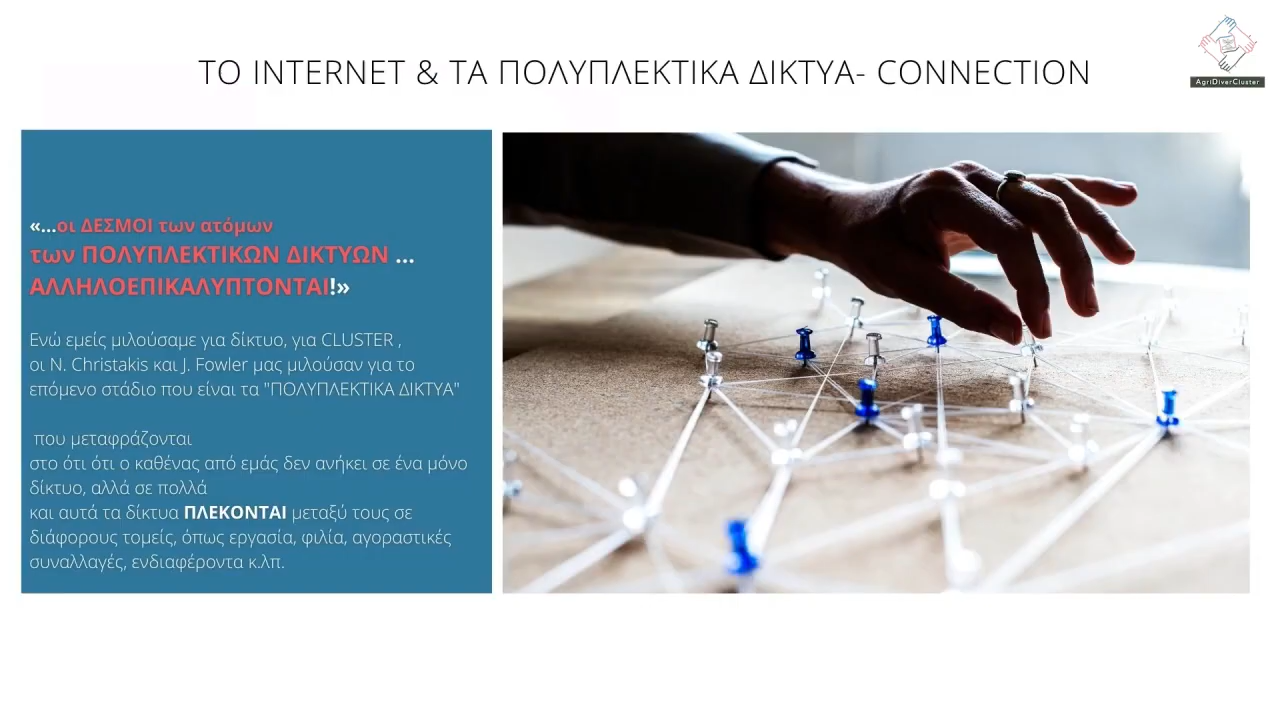 ΤΟ INTERNET & ΤΑ ΠΟΛΥΠΛΕΚΤΙΚΑ ΔΙΚΤΥΑ- CONNECTION
AgriDiverCluster
«...οι ΔΕΣΜΟΙ των ατόμων
των ΠΟΛΥΠΛΕΚΤΙΚΩΝ ΔΙΚΤΥΩΝ ...
ΑΛΛΗΛΟΕΠΙΚΑΛΥΠΤΟΝΤΑΙ!»
Ενώ εμείς μιλούσαμε για δίκτυο, για CLUSTER ,
οι N. Christakis και J. Fowler μας μιλούσαν για το
επόμενο στάδιο που είναι τα "ΠΟΛΥΠΛΕΚΤΙΚΑ ΔΙΚΤΥΑ"
που μεταφράζονται
στο ότι ότι ο καθένας από εμάς δεν ανήκει σε ένα μόνο
δίκτυο, αλλά σε πολλά
και αυτά τα δίκτυα ΠΛΕΚΟΝΤΑΙ μεταξύ τους σε
διάφορους τομείς, όπως εργασία, φιλία, αγοραστικές
συναλλαγές, ενδιαφέροντα κ.λπ.